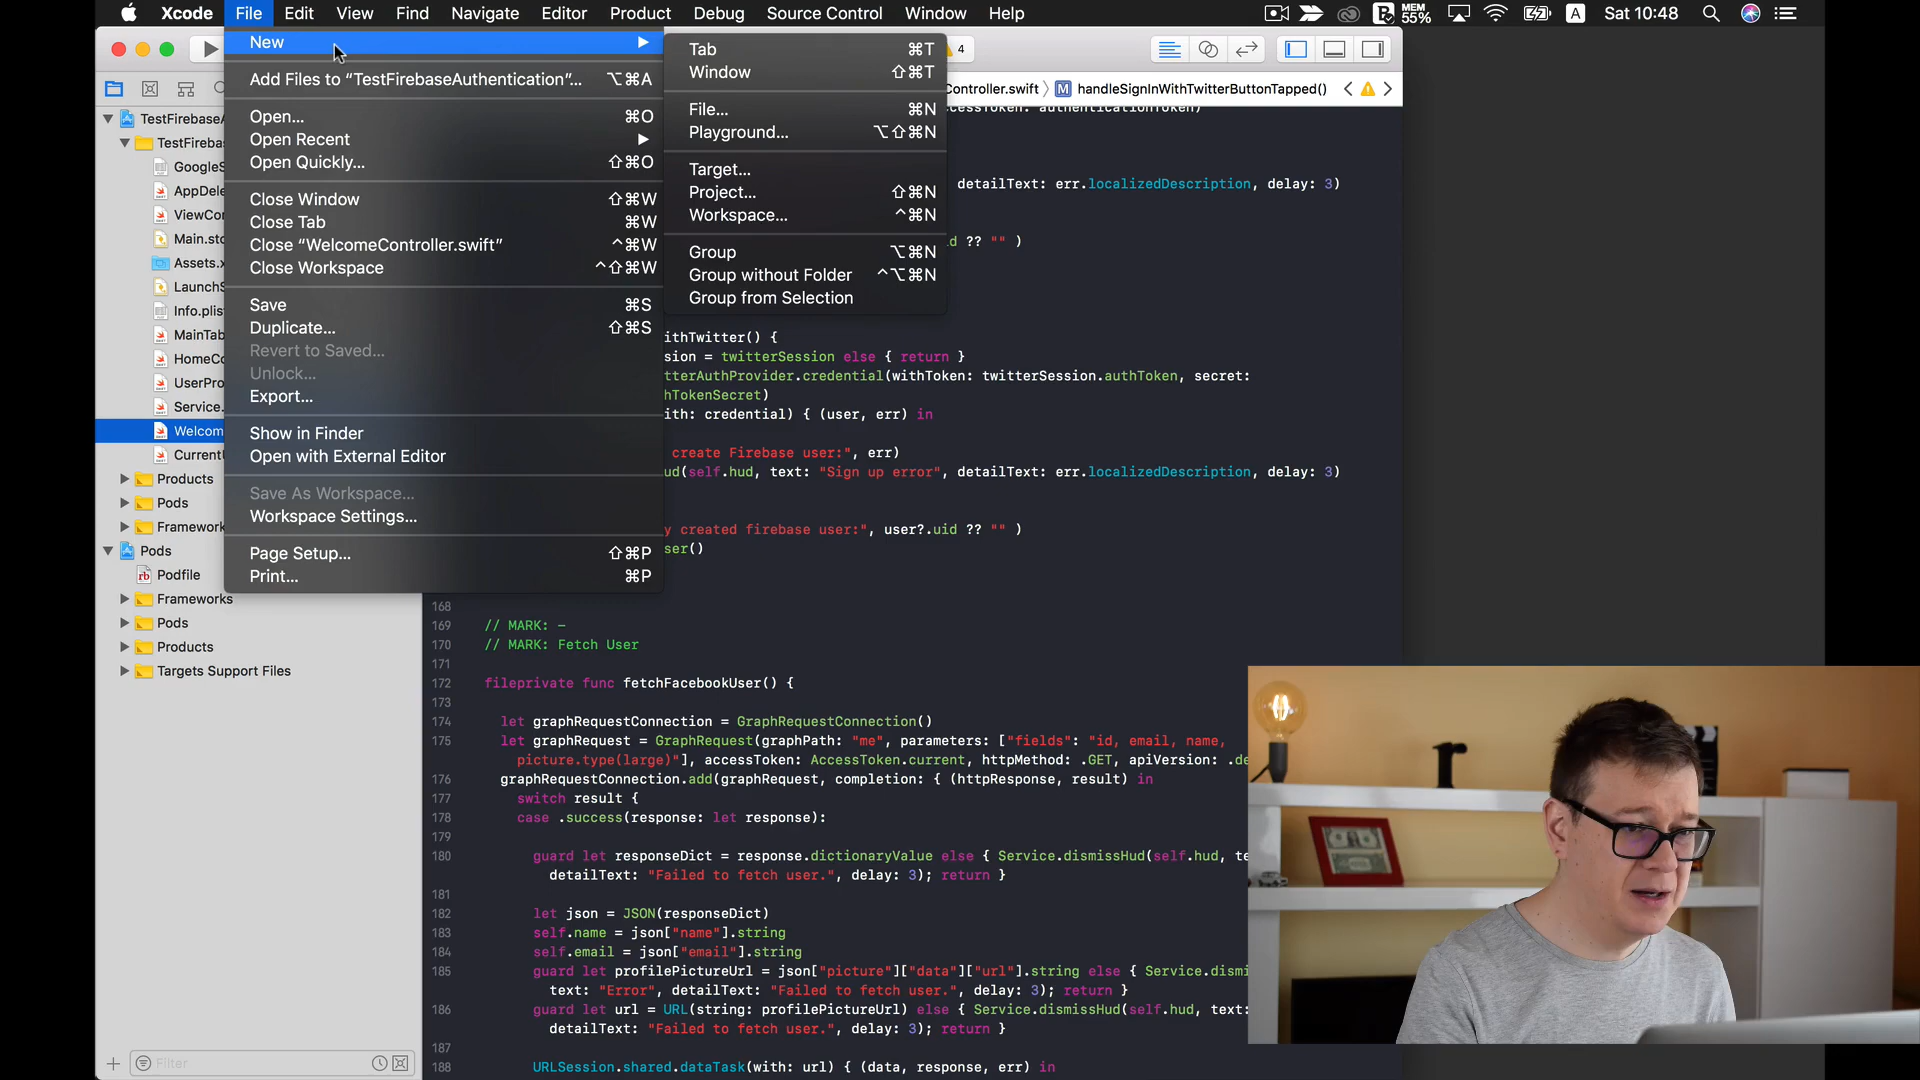 Xcode File Edit View Find Navigate Editor Product Debug Source Control Window Help MEM 55% A Sat 10:48
New
Add Files to “TestFirebaseAuthentication”... ⌥⌘A
Open... ⌘O
Open Recent
Open Quickly... ⇧⌘O
Close Window ⇧⌘W
Close Tab ⌘W
Close “WelcomeController.swift” ^⌘W
Close Workspace ^⇧⌘W
Save ⌘S
Duplicate... ⇧⌘S
Revert to Saved...
Unlock...
Export...
Show in Finder
Open with External Editor
Save As Workspace...
Workspace Settings...
Page Setup... ⇧⌘P
Print... ⌘P
Tab ⌘T
Window ⇧⌘T
File... ⌘N
Playground... ⌥⇧⌘N
Target...
Project... ⇧⌘N
Workspace... ^⌘N
Group ⌥⌘N
Group without Folder ^⌥⌘N
Group from Selection
4
Controller.swift 〉 M handleSignInWithTwitterButtonTapped()
TestFirebaseA
TestFirebas
GoogleS
AppDele
ViewCon
Main.sto
Assets.x
LaunchS
Info.plis
MainTab
HomeCo
UserPro
Service.
Welcom
Current
Products
Pods
Framework
Pods
Podfile
Frameworks
Pods
Products
Targets Support Files
Filter
ccessToken: authenticationToken)
detailText: err.localizedDescription, delay: 3)
d ?? "" )
ithTwitter() {
sion = twitterSession else { return }
tterAuthProvider.credential(withToken: twitterSession.authToken, secret:
hTokenSecret)
ith: credential) { (user, err) in
create Firebase user:", err)
ud(self.hud, text: "Sign up error", detailText: err.localizedDescription, delay: 3)
y created firebase user:", user?.uid ?? "" )
ser()
168
169 // MARK: -
170 // MARK: Fetch User
171
172 fileprivate func fetchFacebookUser() {
173
174 let graphRequestConnection = GraphRequestConnection()
175 let graphRequest = GraphRequest(graphPath: "me", parameters: ["fields": "id, email, name,
picture.type(large)"], accessToken: AccessToken.current, httpMethod: .GET, apiVersion: .de
176 graphRequestConnection.add(graphRequest, completion: { (httpResponse, result) in
177 switch result {
178 case .success(response: let response):
179
180 guard let responseDict = response.dictionaryValue else { Service.dismissHud(self.hud, te
detailText: "Failed to fetch user.", delay: 3); return }
181
182 let json = JSON(responseDict)
183 self.name = json["name"].string
184 self.email = json["email"].string
185 guard let profilePictureUrl = json["picture"]["data"]["url"].string else { Service.dismi
text: "Error", detailText: "Failed to fetch user.", delay: 3); return }
186 guard let url = URL(string: profilePictureUrl) else { Service.dismissHud(self.hud, text:
detailText: "Failed to fetch user.", delay: 3); return }
187
188 URLSession.shared.dataTask(with: url) { (data, response, err) in